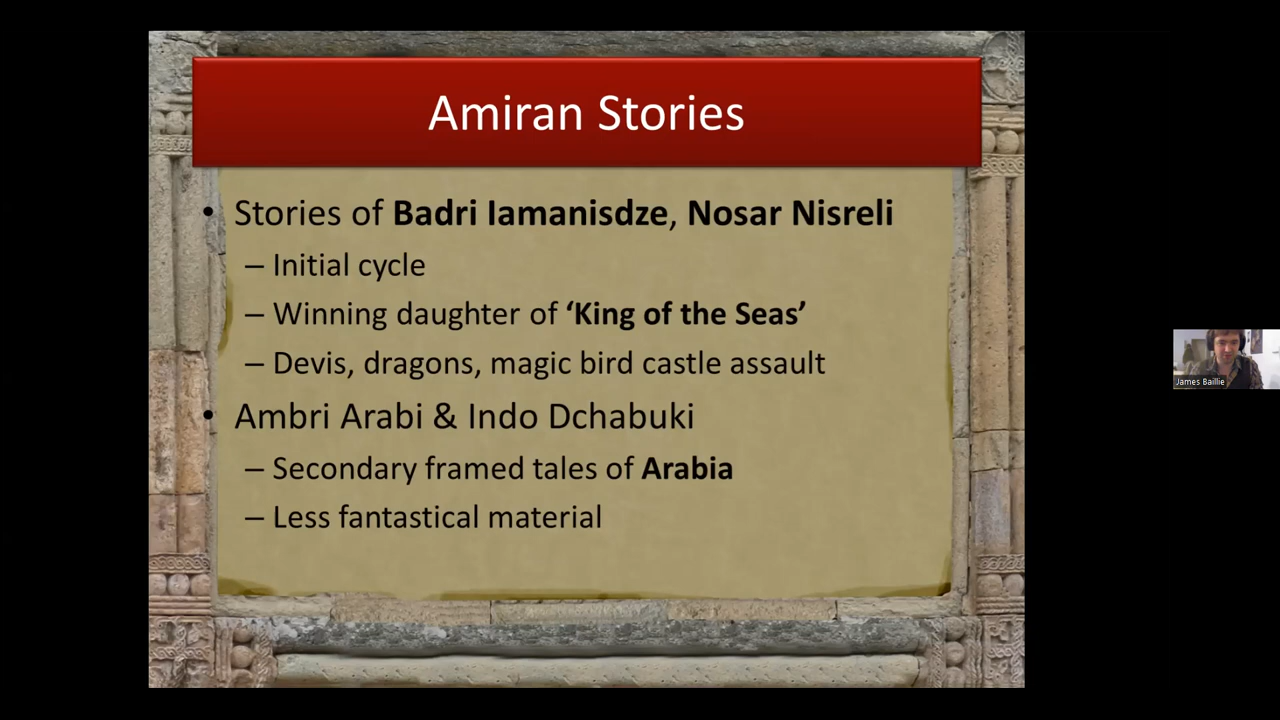 Amiran Stories
• Stories of Badri Iamanisdze, Nosar Nisreli
– Initial cycle
– Winning daughter of ‘King of the Seas’
– Devis, dragons, magic bird castle assault
• Ambri Arabi & Indo Dchabuki
– Secondary framed tales of Arabia
– Less fantastical material
James Baillie